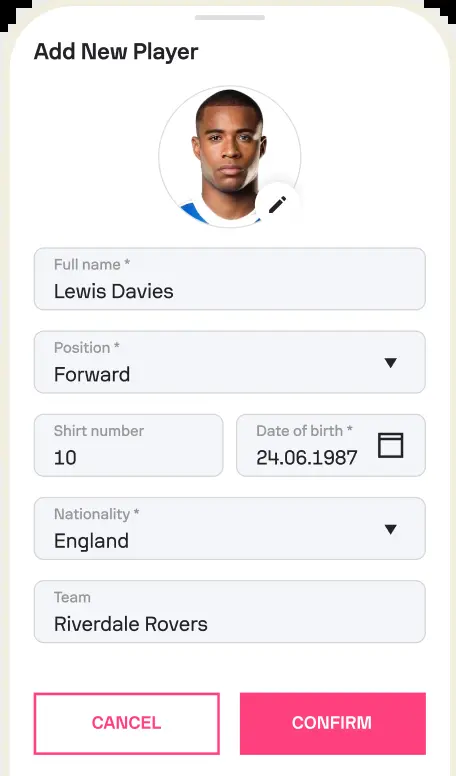 Add New Player
Full name *
Lewis Davies
Position *
Forward
Shirt number
10
Date of birth *
24.06.1987
Nationality *
England
Team
Riverdale Rovers
CANCEL
CONFIRM